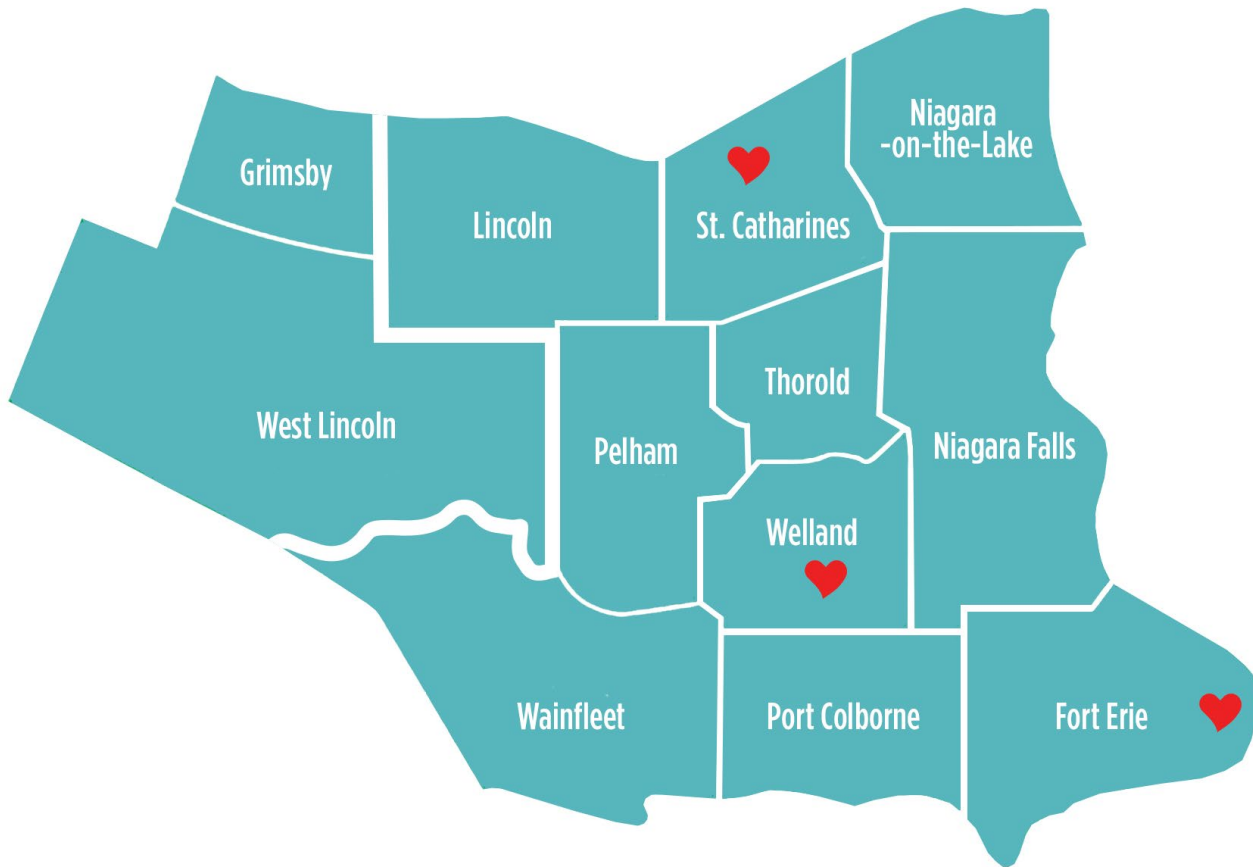 Niagara
-on-the-Lake
Grimsby
Lincoln
St. Catharines
Thorold
West Lincoln
Pelham
Niagara Falls
Welland
Wainfleet
Port Colborne
Fort Erie